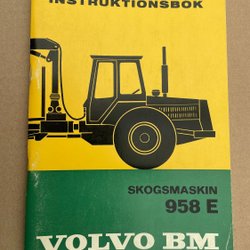 INSTRUKTIONSBOK
SKOGSMASKIN
958 E
VOLVO BM